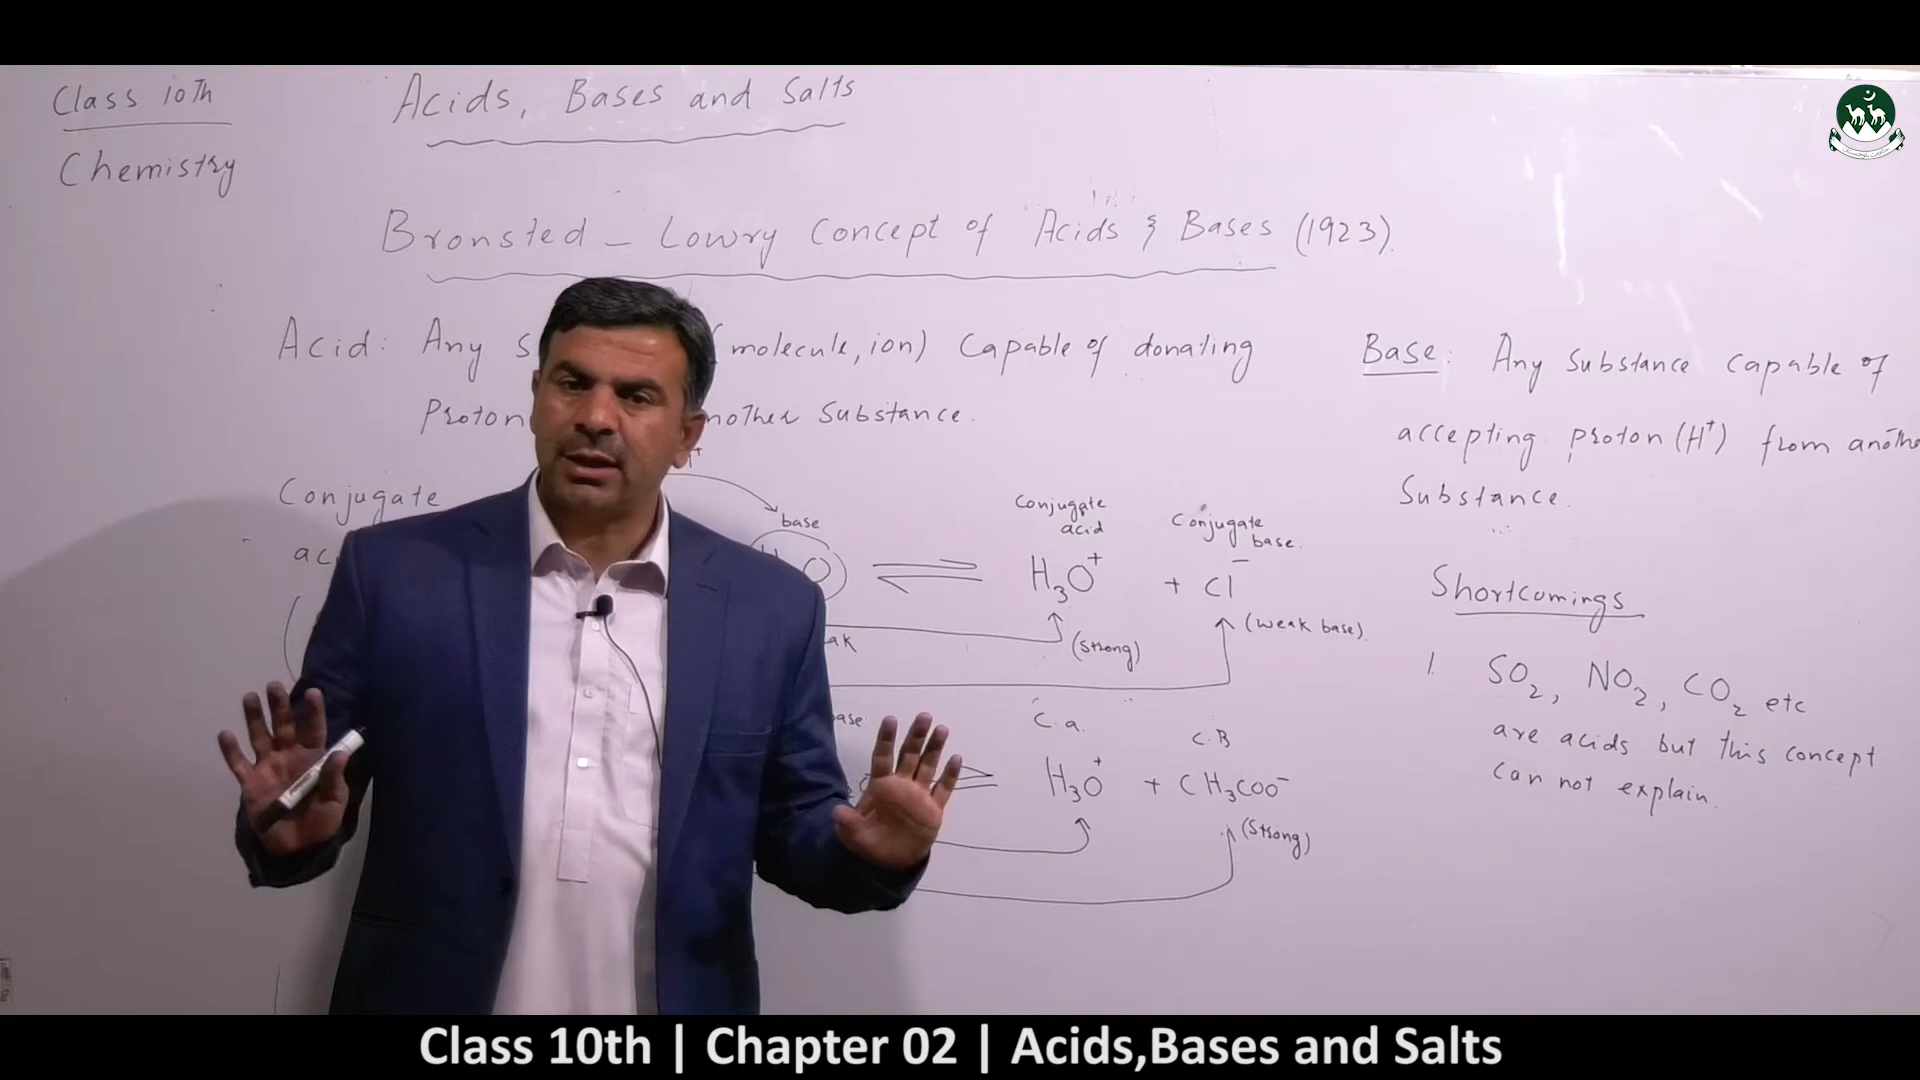 Class 10th
Chemistry
Acids, Bases and Salts
Bronsted - Lowry Concept of Acids & Bases (1923).
Acid: Any (molecule, ion) Capable of donating
Proton another Substance.
Base: Any Substance capable of
accepting proton (H⁺) from anothe
Substance.
Conjugate
base
Conjugate
acid
Conjugate
base.
⇌ H₃O⁺ + Cl⁻
(strong)
(weak base).
Shortcomings
1. SO₂, NO₂, CO₂ etc
are acids but this concept
can not explain.
C.a.
C.B
H₃O⁺ + CH₃COO⁻
(Strong)
Class 10th | Chapter 02 | Acids,Bases and Salts